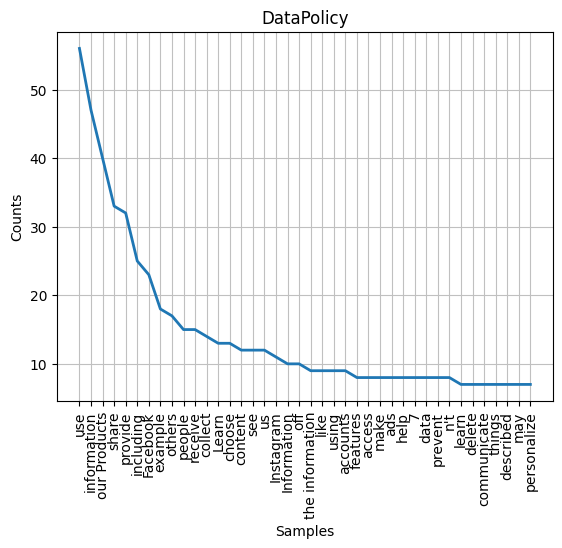 DataPolicy
Counts
50
40
30
20
10
use
information
our Products
share
provide
including
Facebook
example
others
people
receive
collect
Learn
choose
content
see
us
Instagram
Information
off
the information
like
using
accounts
features
access
make
ads
help
7
data
prevent
n't
learn
delete
communicate
things
described
may
personalize
Samples